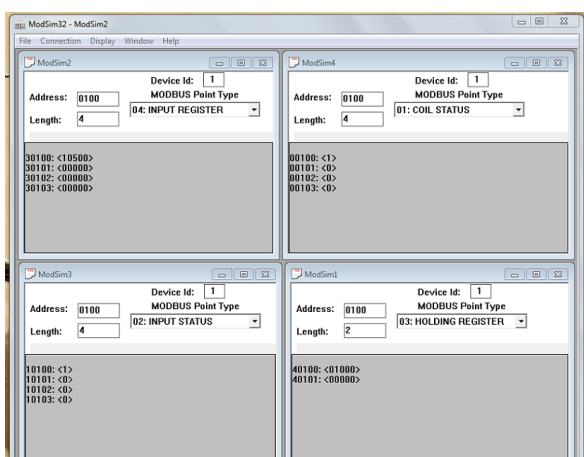 ModSim32 - ModSim2
File Connection Display Window Help
ModSim2
Device Id: 1
Address: 0100
MODBUS Point Type
Length: 4
04: INPUT REGISTER
30100: <10500>
30101: <00000>
30102: <00000>
30103: <00000>
ModSim4
Device Id: 1
Address: 0100
MODBUS Point Type
Length: 4
01: COIL STATUS
00100: <1>
00101: <0>
00102: <0>
00103: <0>
ModSim3
Device Id: 1
Address: 0100
MODBUS Point Type
Length: 4
02: INPUT STATUS
10100: <1>
10101: <0>
10102: <0>
10103: <0>
ModSim1
Device Id: 1
Address: 0100
MODBUS Point Type
Length: 2
03: HOLDING REGISTER
40100: <01000>
40101: <00000>